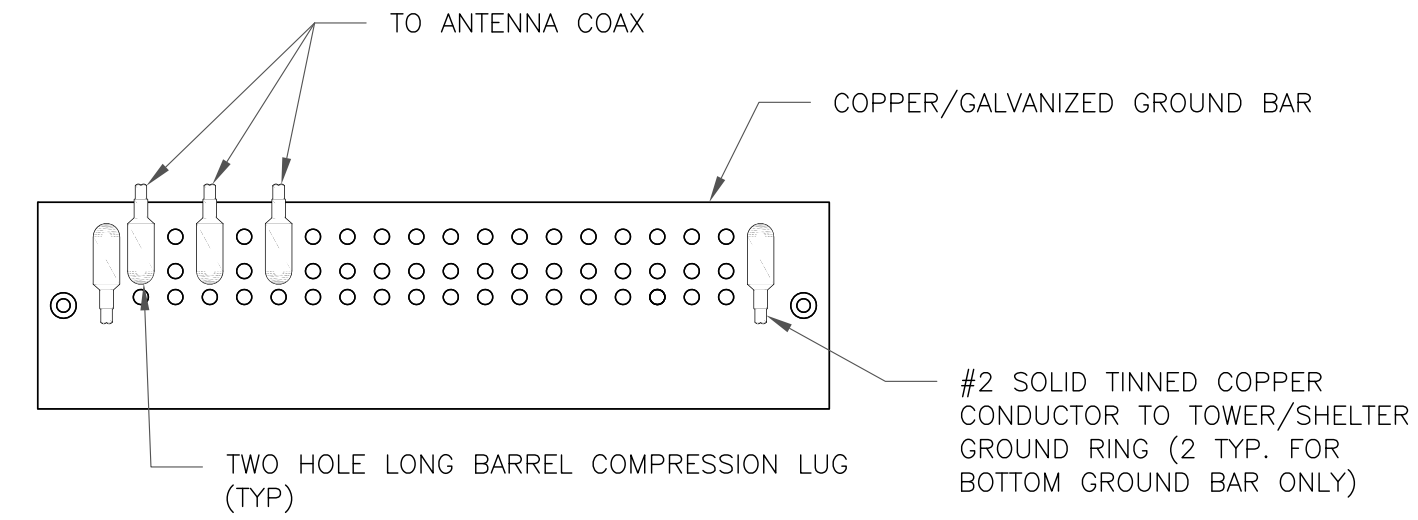 TO ANTENNA COAX
COPPER/GALVANIZED GROUND BAR
#2 SOLID TINNED COPPER
CONDUCTOR TO TOWER/SHELTER
GROUND RING (2 TYP. FOR
BOTTOM GROUND BAR ONLY)
TWO HOLE LONG BARREL COMPRESSION LUG
(TYP)